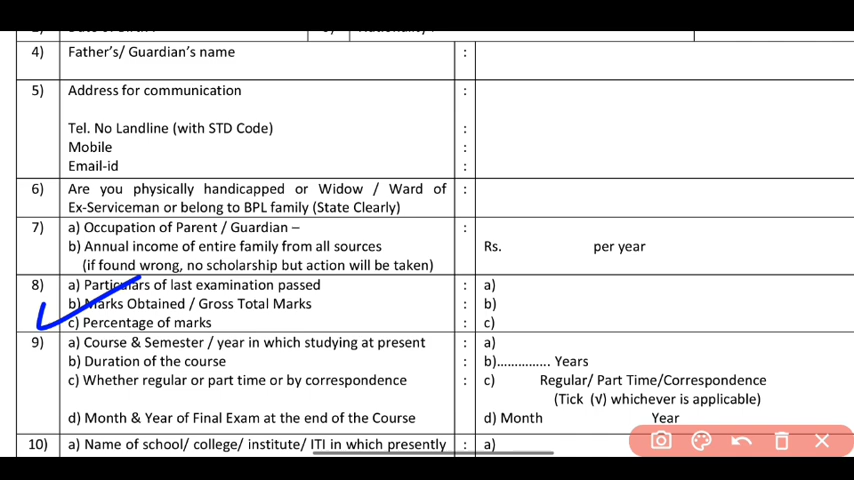 4) Father's/ Guardian's name :
5) Address for communication :
Tel. No Landline (with STD Code) :
Mobile :
Email-id :
6) Are you physically handicapped or Widow / Ward of :
Ex-Serviceman or belong to BPL family (State Clearly)
7) a) Occupation of Parent / Guardian – :
b) Annual income of entire family from all sources Rs. per year
(if found wrong, no scholarship but action will be taken)
8) a) Particulars of last examination passed : a)
b) Marks Obtained / Gross Total Marks : b)
c) Percentage of marks : c)
9) a) Course & Semester / year in which studying at present : a)
b) Duration of the course : b)............... Years
c) Whether regular or part time or by correspondence : c) Regular/ Part Time/Correspondence
(Tick (√) whichever is applicable)
d) Month & Year of Final Exam at the end of the Course d) Month Year
10) a) Name of school/ college/ institute/ ITI in which presently : a)